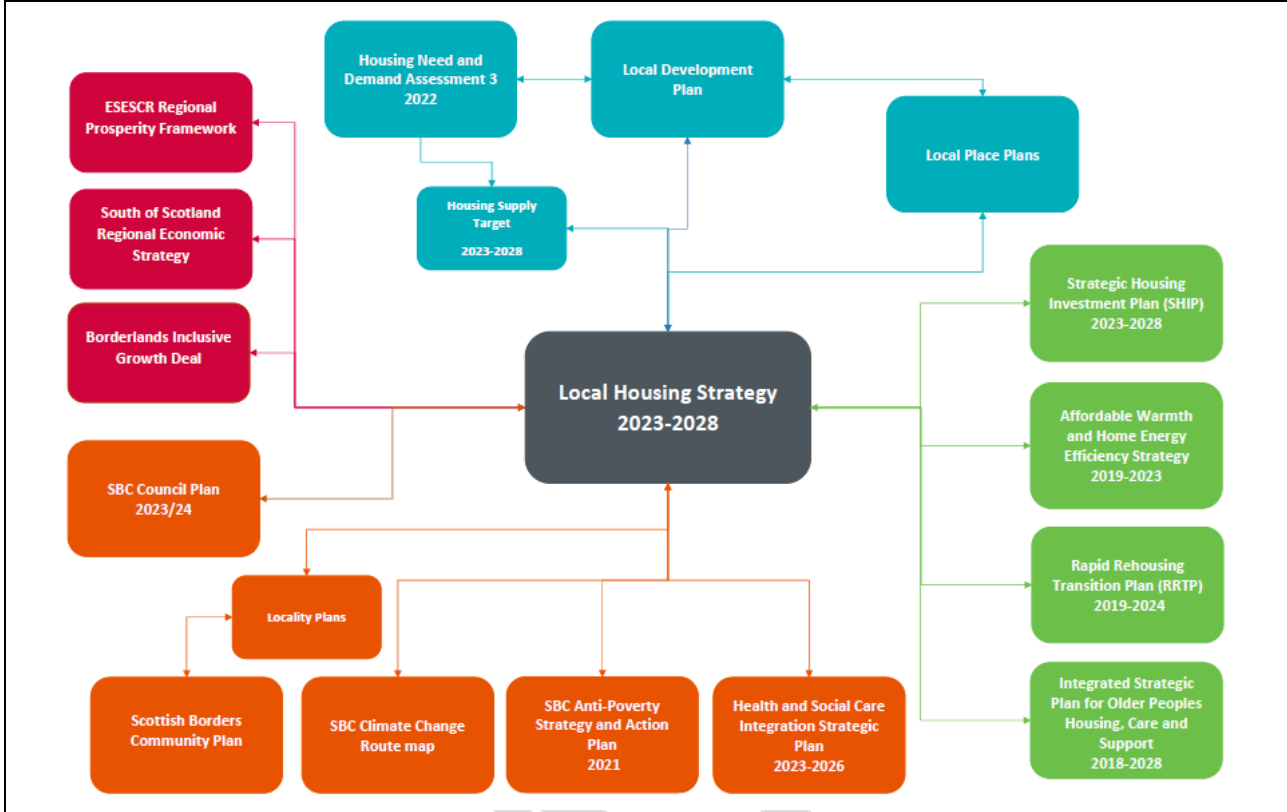 Housing Need and
Demand Assessment 3
2022
Local Development
Plan
ESESCR Regional
Prosperity Framework
Local Place Plans
South of Scotland
Regional Economic
Strategy
Housing Supply
Target
2023-2028
Strategic Housing
Investment Plan (SHIP)
2023-2028
Borderlands Inclusive
Growth Deal
Local Housing Strategy
2023-2028
Affordable Warmth
and Home Energy
Efficiency Strategy
2019-2023
SBC Council Plan
2023/24
Rapid Rehousing
Transition Plan (RRTP)
2019-2024
Locality Plans
Scottish Borders
Community Plan
SBC Climate Change
Route map
SBC Anti-Poverty
Strategy and Action
Plan
2021
Health and Social Care
Integration Strategic
Plan
2023-2026
Integrated Strategic
Plan for Older Peoples
Housing, Care and
Support
2018-2028